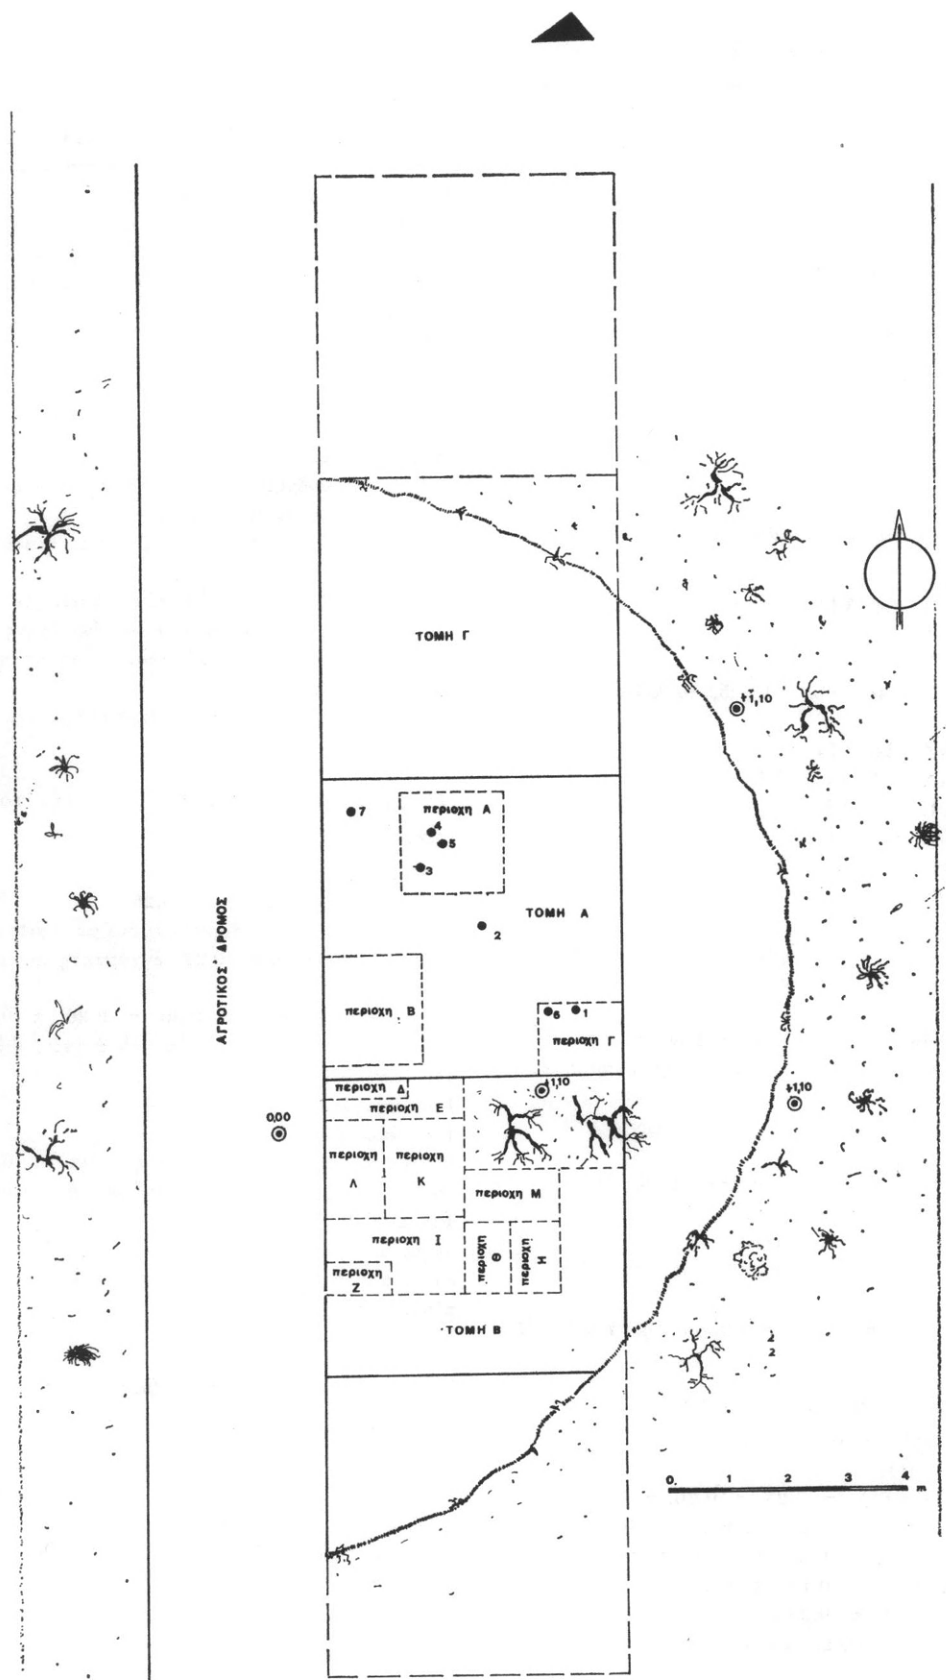 ΤΟΜΗ Γ
+1,10
7
περιοχη Α
4
5
3
ΤΟΜΗ Α
2
ΑΓΡΟΤΙΚΟΣ ΔΡΟΜΟΣ
περιοχη Β
6
1
περιοχη Γ
περιοχη Δ
+1,10
+1,10
περιοχη Ε
0,00
περιοχη
Λ
περιοχη
Κ
περιοχη Μ
περιοχη Ι
περιοχη
Θ
περιοχη
Η
περιοχη
Ζ
ΤΟΜΗ Β
0 1 2 3 4 m